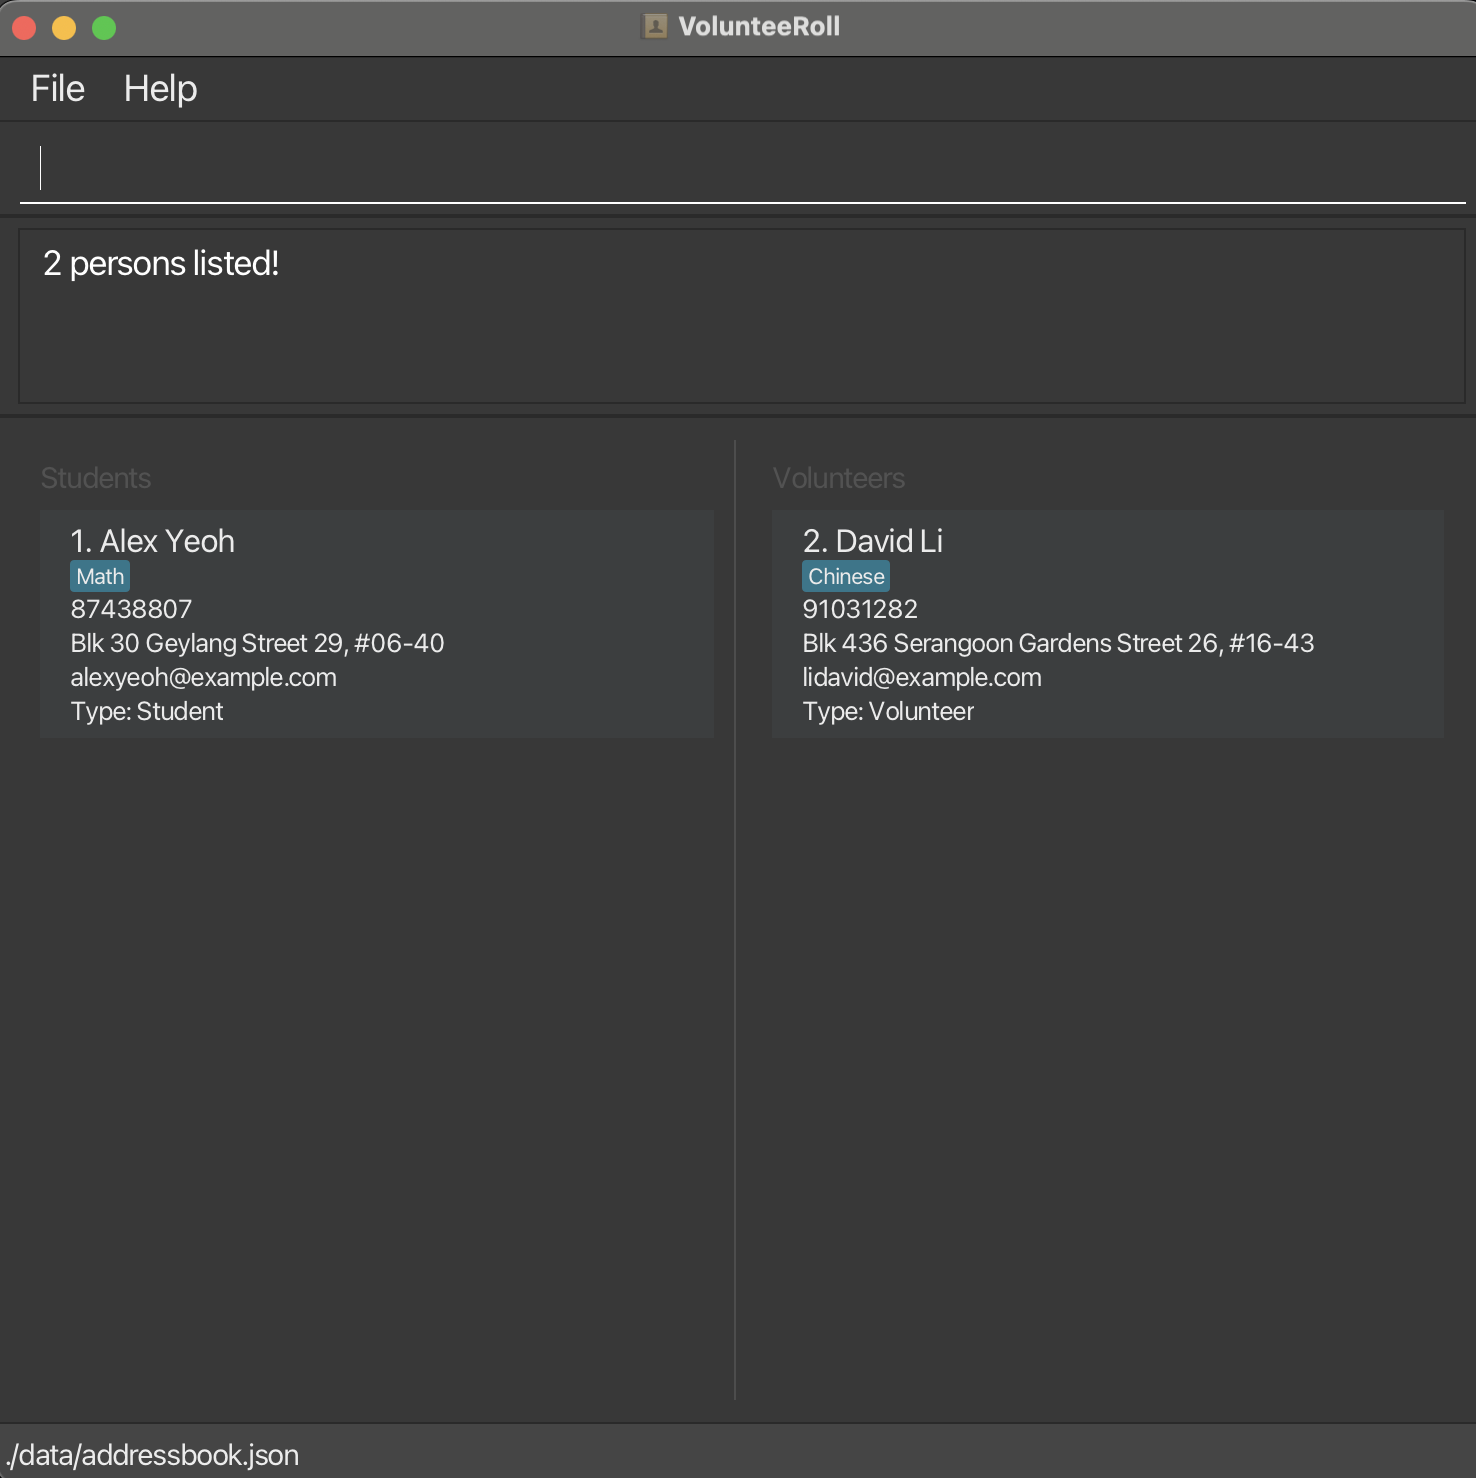 VolunteeRoll
File Help
2 persons listed!
Students
1. Alex Yeoh
Math
87438807
Blk 30 Geylang Street 29, #06-40
alexyeoh@example.com
Type: Student
Volunteers
2. David Li
Chinese
91031282
Blk 436 Serangoon Gardens Street 26, #16-43
lidavid@example.com
Type: Volunteer
./data/addressbook.json